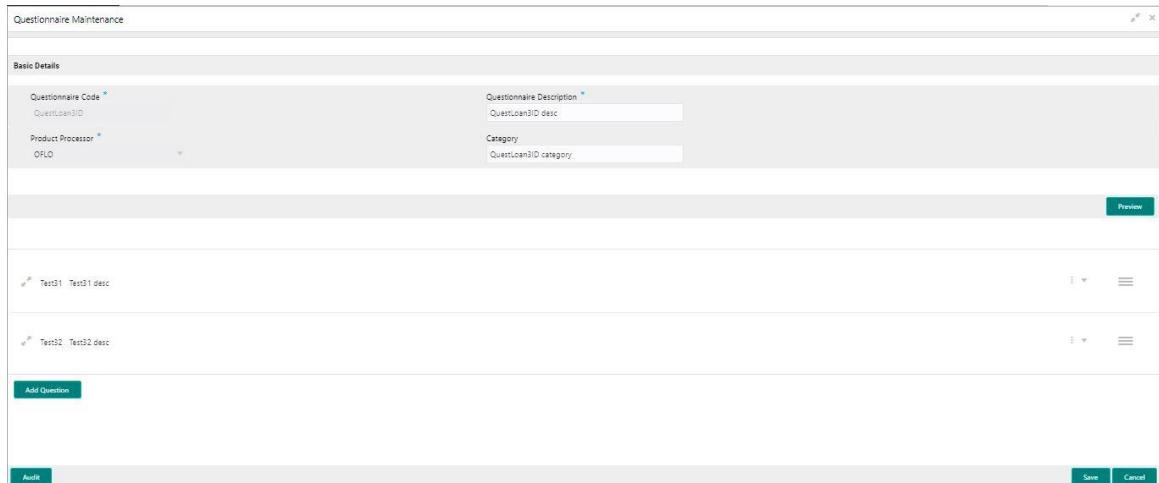 Questionnaire Maintenance
Basic Details
Questionnaire Code * Questionnaire Description *
QuestLoan3ID QuestLoan3ID desc
Product Processor * Category
OFLO QuestLoan3ID category
Preview
Test31 Test31 desc
Test32 Test32 desc
Add Question
Audit Save Cancel